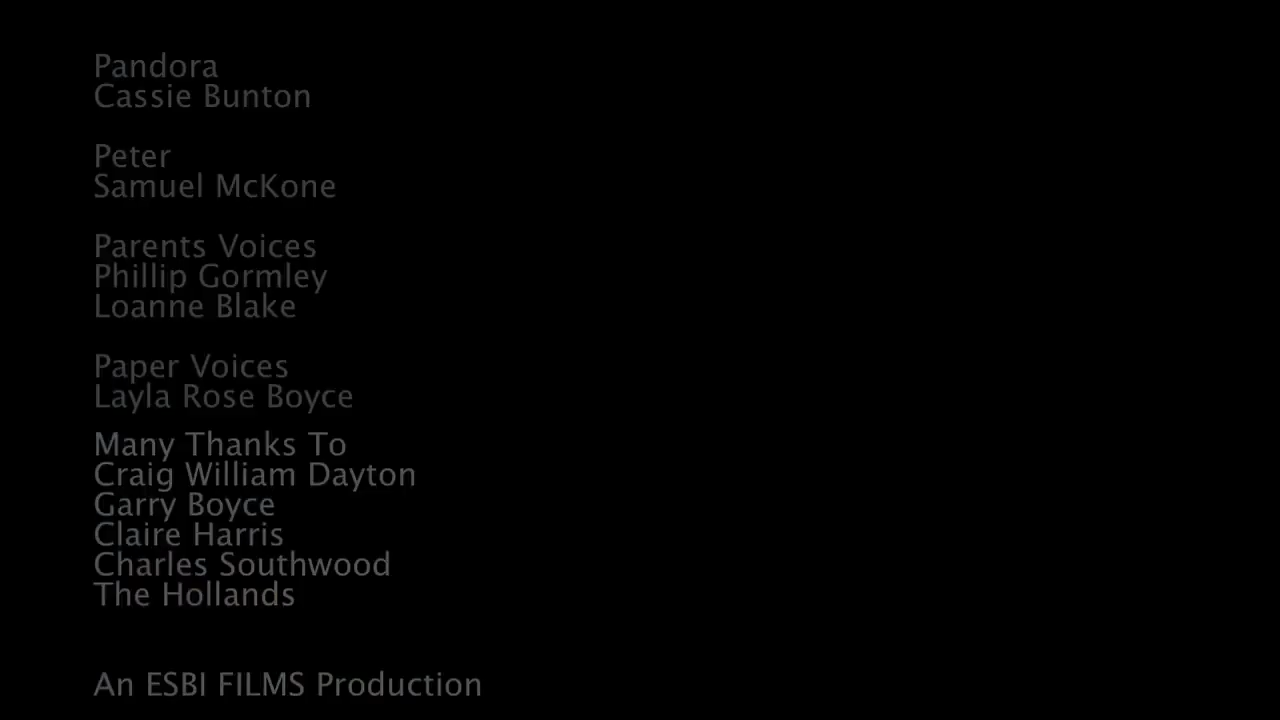 Pandora
Cassie Bunton
Peter
Samuel McKone
Parents Voices
Phillip Gormley
Loanne Blake
Paper Voices
Layla Rose Boyce
Many Thanks To
Craig William Dayton
Garry Boyce
Claire Harris
Charles Southwood
The Hollands
An ESBI FILMS Production